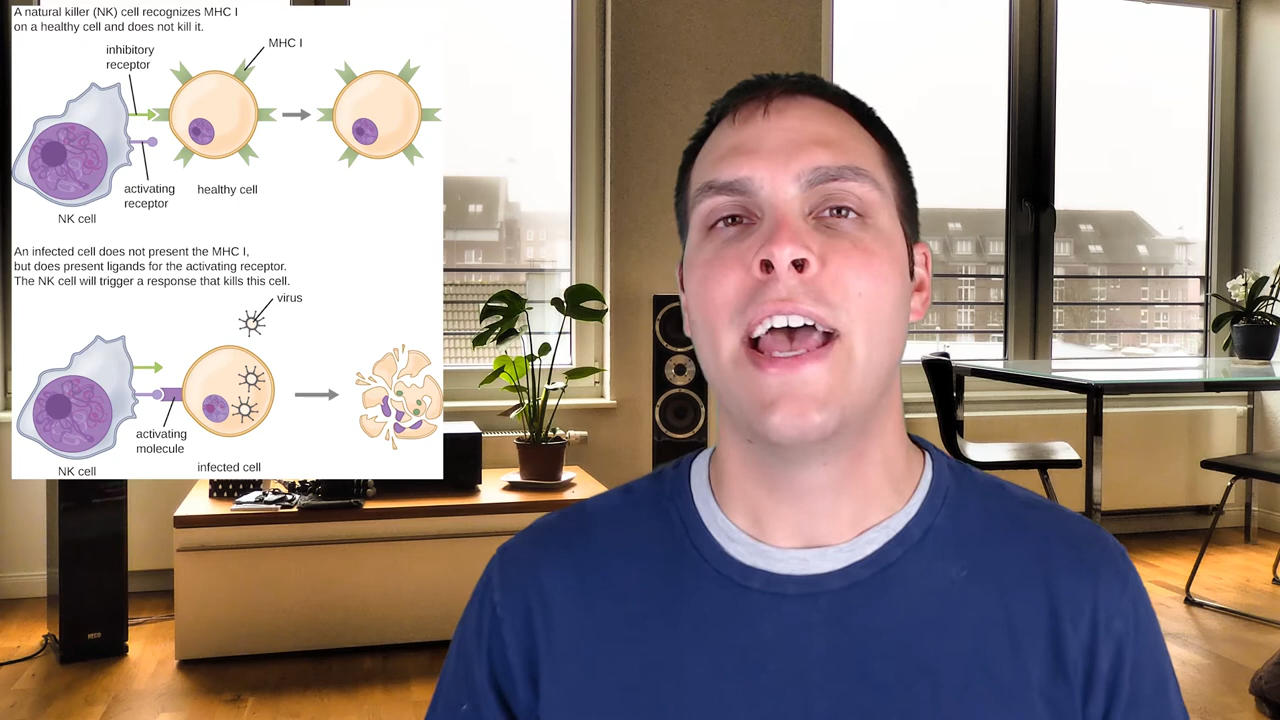 A natural killer (NK) cell recognizes MHC I
on a healthy cell and does not kill it.
MHC I
inhibitory
receptor
activating
receptor
healthy cell
NK cell
An infected cell does not present the MHC I,
but does present ligands for the activating receptor.
The NK cell will trigger a response that kills this cell.
virus
activating
molecule
infected cell
NK cell